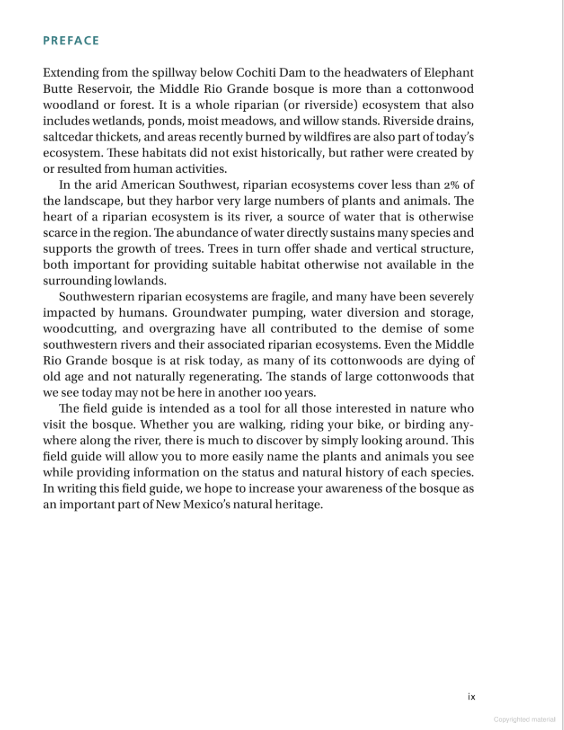 PREFACE
Extending from the spillway below Cochiti Dam to the headwaters of Elephant
Butte Reservoir, the Middle Rio Grande bosque is more than a cottonwood
woodland or forest. It is a whole riparian (or riverside) ecosystem that also
includes wetlands, ponds, moist meadows, and willow stands. Riverside drains,
saltcedar thickets, and areas recently burned by wildfires are also part of today's
ecosystem. These habitats did not exist historically, but rather were created by
or resulted from human activities.
In the arid American Southwest, riparian ecosystems cover less than 2% of
the landscape, but they harbor very large numbers of plants and animals. The
heart of a riparian ecosystem is its river, a source of water that is otherwise
scarce in the region. The abundance of water directly sustains many species and
supports the growth of trees. Trees in turn offer shade and vertical structure,
both important for providing suitable habitat otherwise not available in the
surrounding lowlands.
Southwestern riparian ecosystems are fragile, and many have been severely
impacted by humans. Groundwater pumping, water diversion and storage,
woodcutting, and overgrazing have all contributed to the demise of some
southwestern rivers and their associated riparian ecosystems. Even the Middle
Rio Grande bosque is at risk today, as many of its cottonwoods are dying of
old age and not naturally regenerating. The stands of large cottonwoods that
we see today may not be here in another 100 years.
The field guide is intended as a tool for all those interested in nature who
visit the bosque. Whether you are walking, riding your bike, or birding any-
where along the river, there is much to discover by simply looking around. This
field guide will allow you to more easily name the plants and animals you see
while providing information on the status and natural history of each species.
In writing this field guide, we hope to increase your awareness of the bosque as
an important part of New Mexico's natural heritage.
ix
Copyrighted material